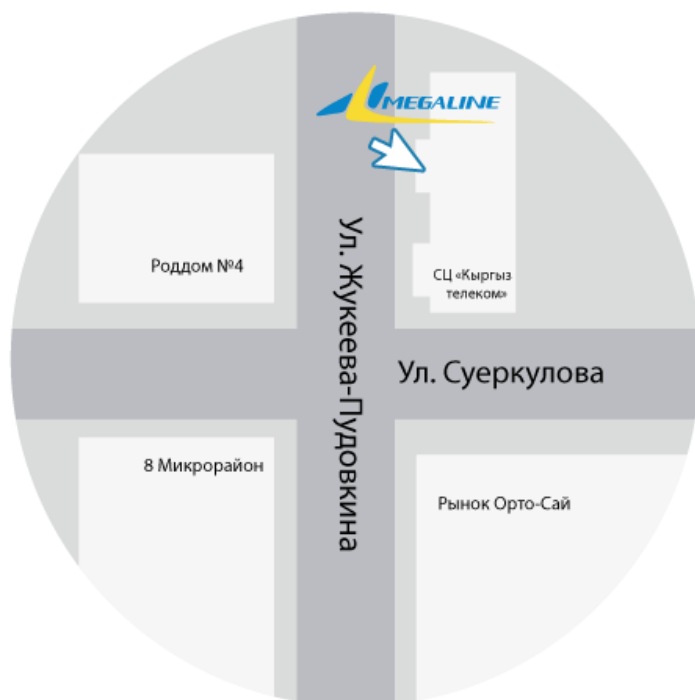 MEGALINE
Роддом №4
СЦ «Кыргыз
телеком»
Ул. Жукеева-Пудовкина
Ул. Суеркулова
8 Микрорайон
Рынок Орто-Сай